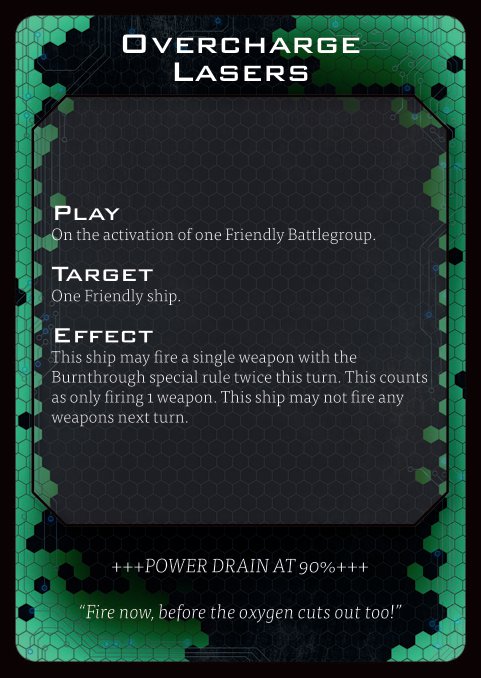 Overcharge
Lasers
Play
On the activation of one Friendly Battlegroup.
Target
One Friendly ship.
Effect
This ship may fire a single weapon with the
Burnthrough special rule twice this turn. This counts
as only firing 1 weapon. This ship may not fire any
weapons next turn.
+++POWER DRAIN AT 90%+++
“Fire now, before the oxygen cuts out too!”